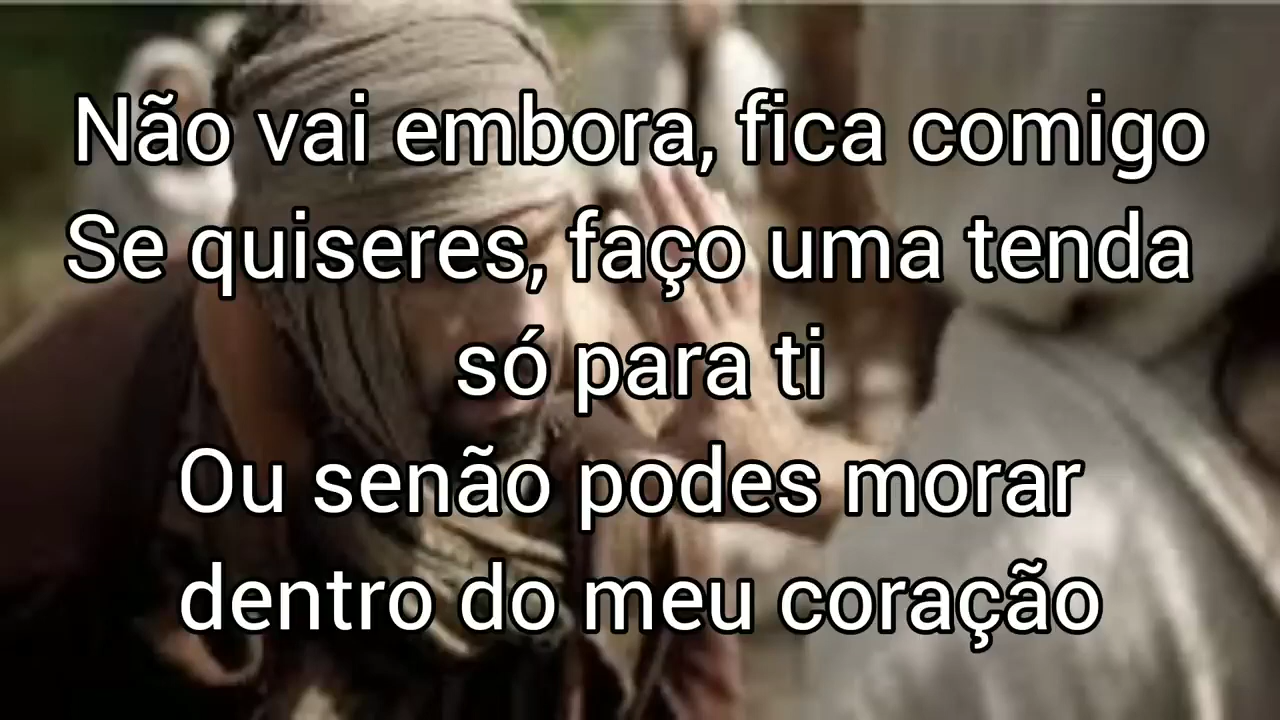 Não vai embora, fica comigo
Se quiseres, faço uma tenda
só para ti
Ou senão podes morar
dentro do meu coração